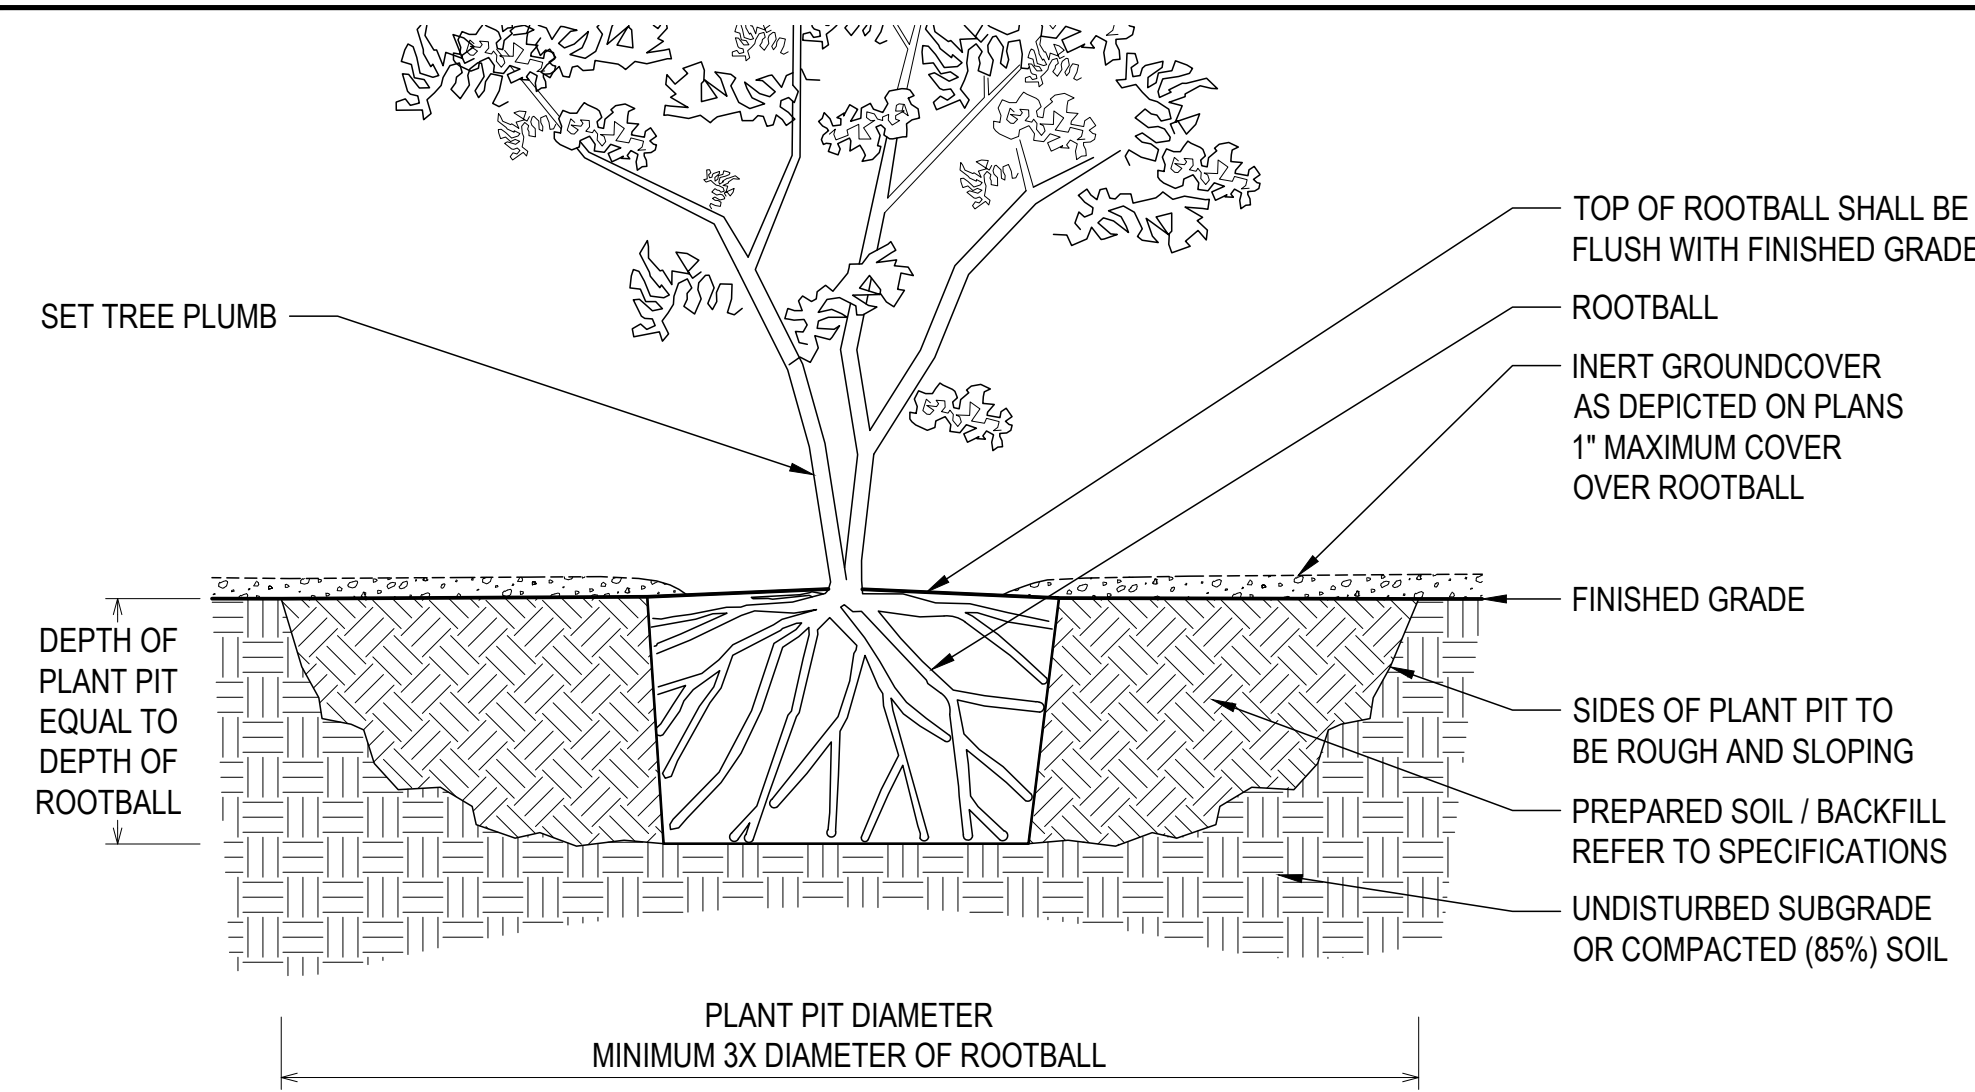 SET TREE PLUMB
DEPTH OF
PLANT PIT
EQUAL TO
DEPTH OF
ROOTBALL
TOP OF ROOTBALL SHALL BE
FLUSH WITH FINISHED GRADE
ROOTBALL
INERT GROUNDCOVER
AS DEPICTED ON PLANS
1" MAXIMUM COVER
OVER ROOTBALL
FINISHED GRADE
SIDES OF PLANT PIT TO
BE ROUGH AND SLOPING
PREPARED SOIL / BACKFILL
REFER TO SPECIFICATIONS
UNDISTURBED SUBGRADE
OR COMPACTED (85%) SOIL
PLANT PIT DIAMETER
MINIMUM 3X DIAMETER OF ROOTBALL